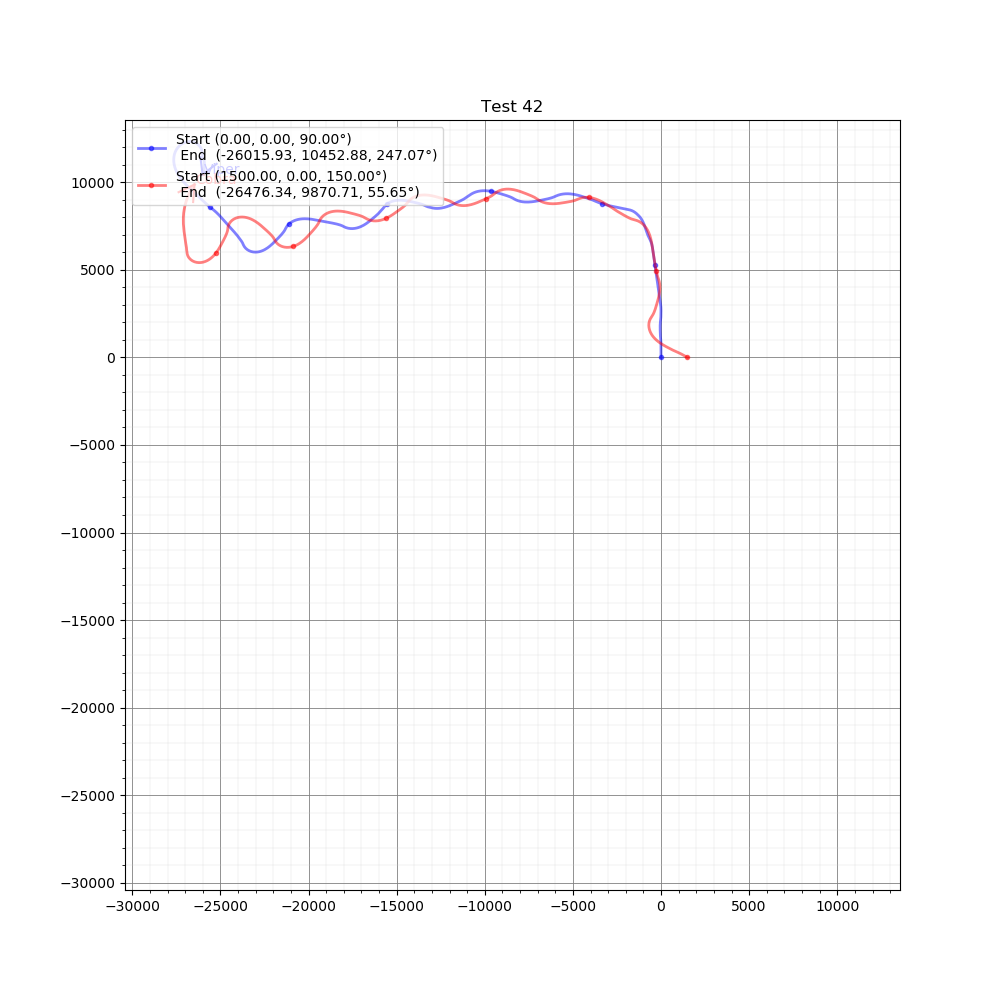 Test 42
Start (0.00, 0.00, 90.00°)
End (-26015.93, 10452.88, 247.07°)
Start (1500.00, 0.00, 150.00°)
End (-26476.34, 9870.71, 55.65°)
10000
5000
0
−5000
−10000
−15000
−20000
−25000
−30000
−30000 −25000 −20000 −15000 −10000 −5000 0 5000 10000